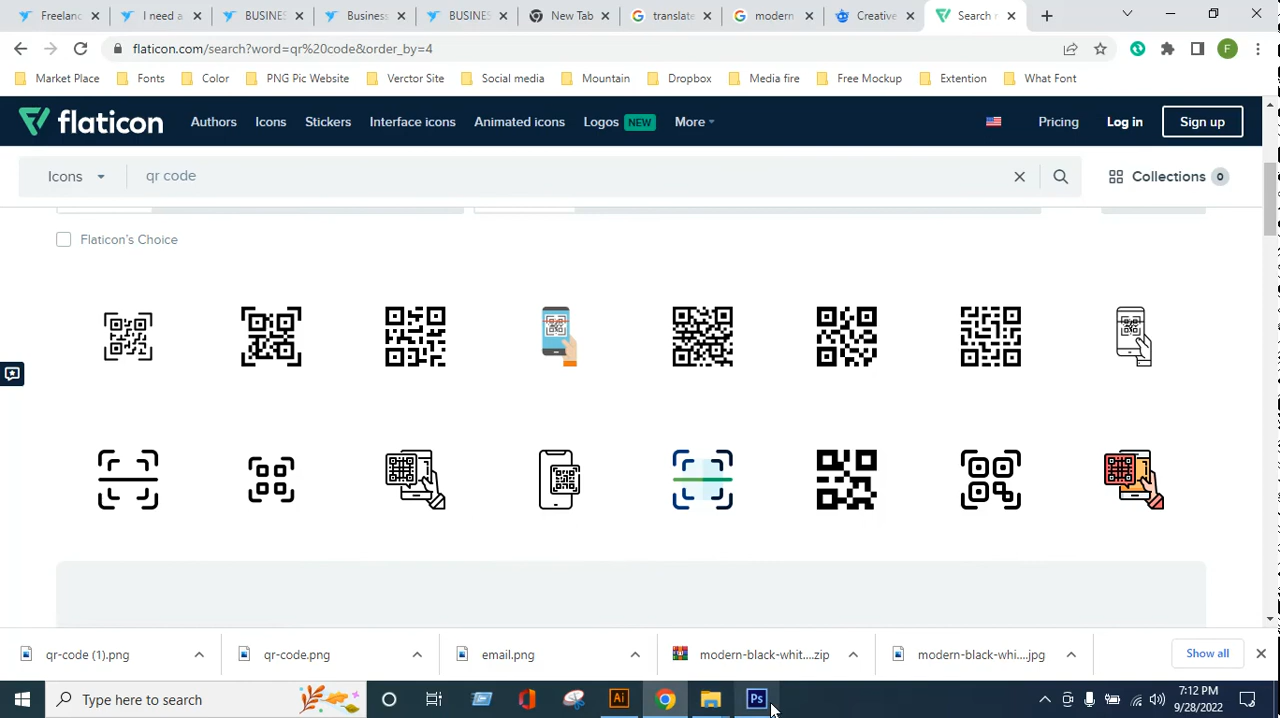 Freelanc
I need a
BUSINES
Business
BUSINES
New Tab
translate
modern
Creative
Search r
flaticon.com/search?word=qr%20code&order_by=4
F
Market Place
Fonts
Color
PNG Pic Website
Verctor Site
Social media
Mountain
Dropbox
Media fire
Free Mockup
Extention
What Font
flaticon
Authors
Icons
Stickers
Interface icons
Animated icons
Logos NEW
More
Pricing
Log in
Sign up
Icons
qr code
Collections 0
Flaticon's Choice
qr-code (1).png
qr-code.png
email.png
modern-black-whit....zip
modern-black-whi....jpg
Show all
Type here to search
Ai
Ps
7:12 PM
9/28/2022